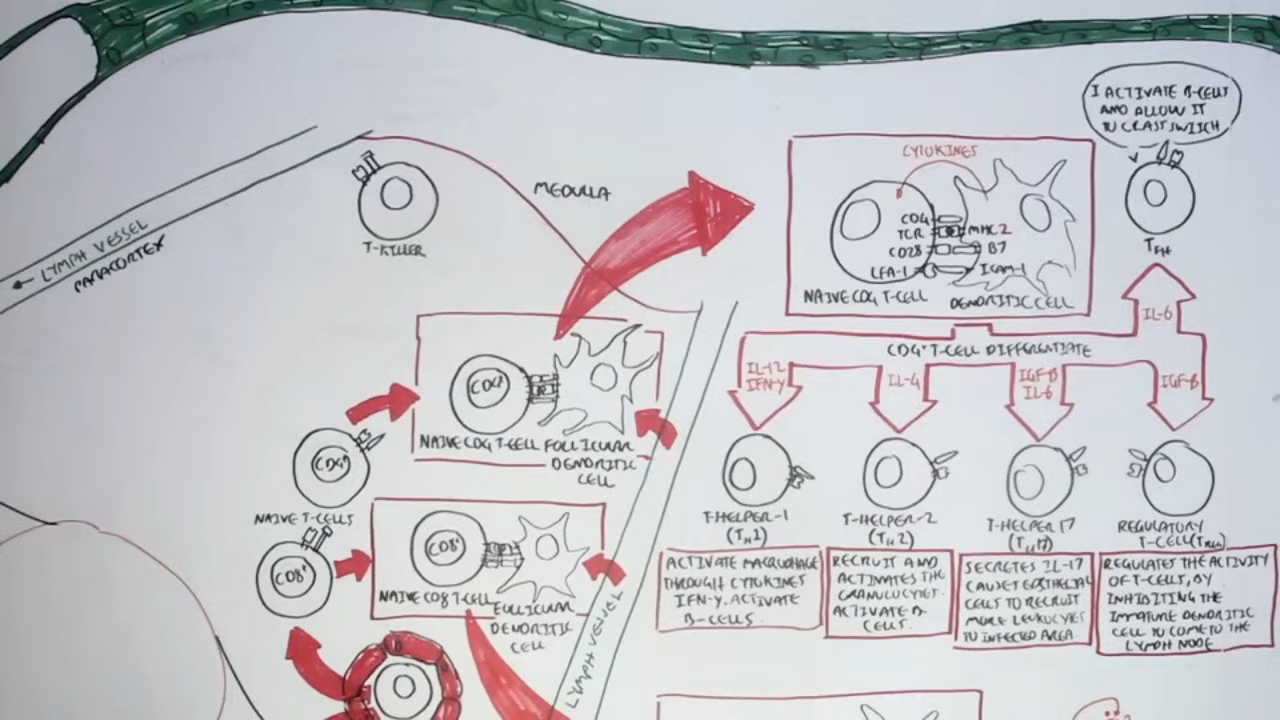 I ACTIVATE B-CELLS
AND ALLOW IT
TO CLASS SWITCH
TFH
MEDULLA
← LYMPH VESSEL
PARACORTEX
T-KILLER
CYTOKINES
CD4
TCR
CD28
LFA-1
MHC2
B7
ICAM-1
NAIVE CD4 T-CELL
DENDRITIC CELL
IL-6
CD4⁺ T-CELL DIFFERENTIATE
IL-12
IFN-γ
IL-4
TGF-β
IL-6
TGF-β
CD4⁺
NAIVE CD4 T-CELL
FOLLICULAR
DENDRITIC
CELL
CD4⁺
NAIVE T-CELLS
CD8⁺
CD8⁺
NAIVE CD8 T-CELL
FOLLICULAR
DENDRITIC
CELL
LYMPH VESSEL
T-HELPER-1
(TH1)
T-HELPER-2
(TH2)
T-HELPER 17
(TH17)
REGULATORY
T-CELL (TREG)
ACTIVATE MACROPHAGE
THROUGH CYTOKINES
IFN-γ. ACTIVATE
B-CELLS.
RECRUIT AND
ACTIVATES THE
GRANULOCYTES.
ACTIVATE B-
CELLS.
SECRETES IL-17
CAUSE EPITHELIAL
CELLS TO RECRUIT
MORE LEUKOCYTES
TO INFECTED AREA.
REGULATES THE ACTIVITY
OF T-CELLS, BY
INHIBITING THE
IMMATURE DENDRITIC
CELL TO COME TO THE
LYMPH NODE